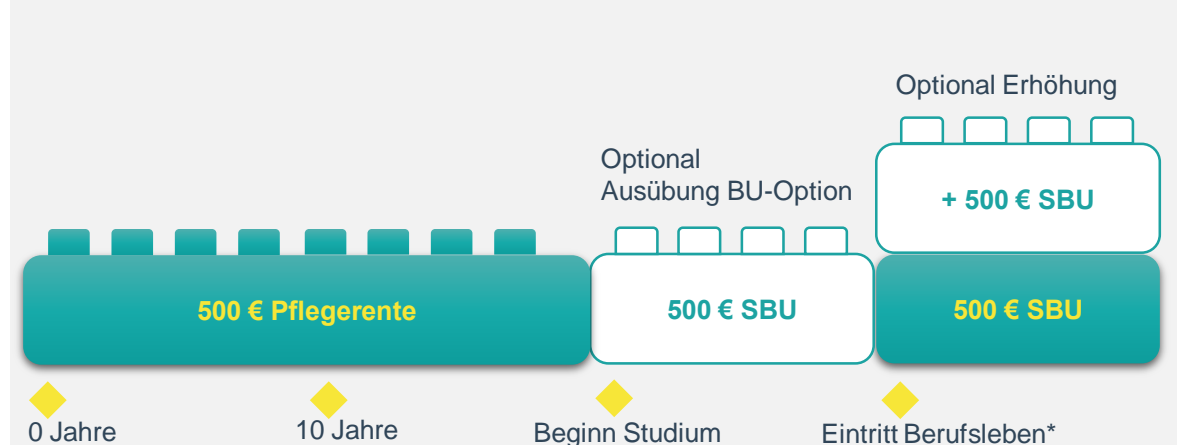 Optional Erhöhung
Optional
Ausübung BU-Option
+ 500 € SBU
500 € Pflegerente
500 € SBU
500 € SBU
0 Jahre
10 Jahre
Beginn Studium
Eintritt Berufsleben*